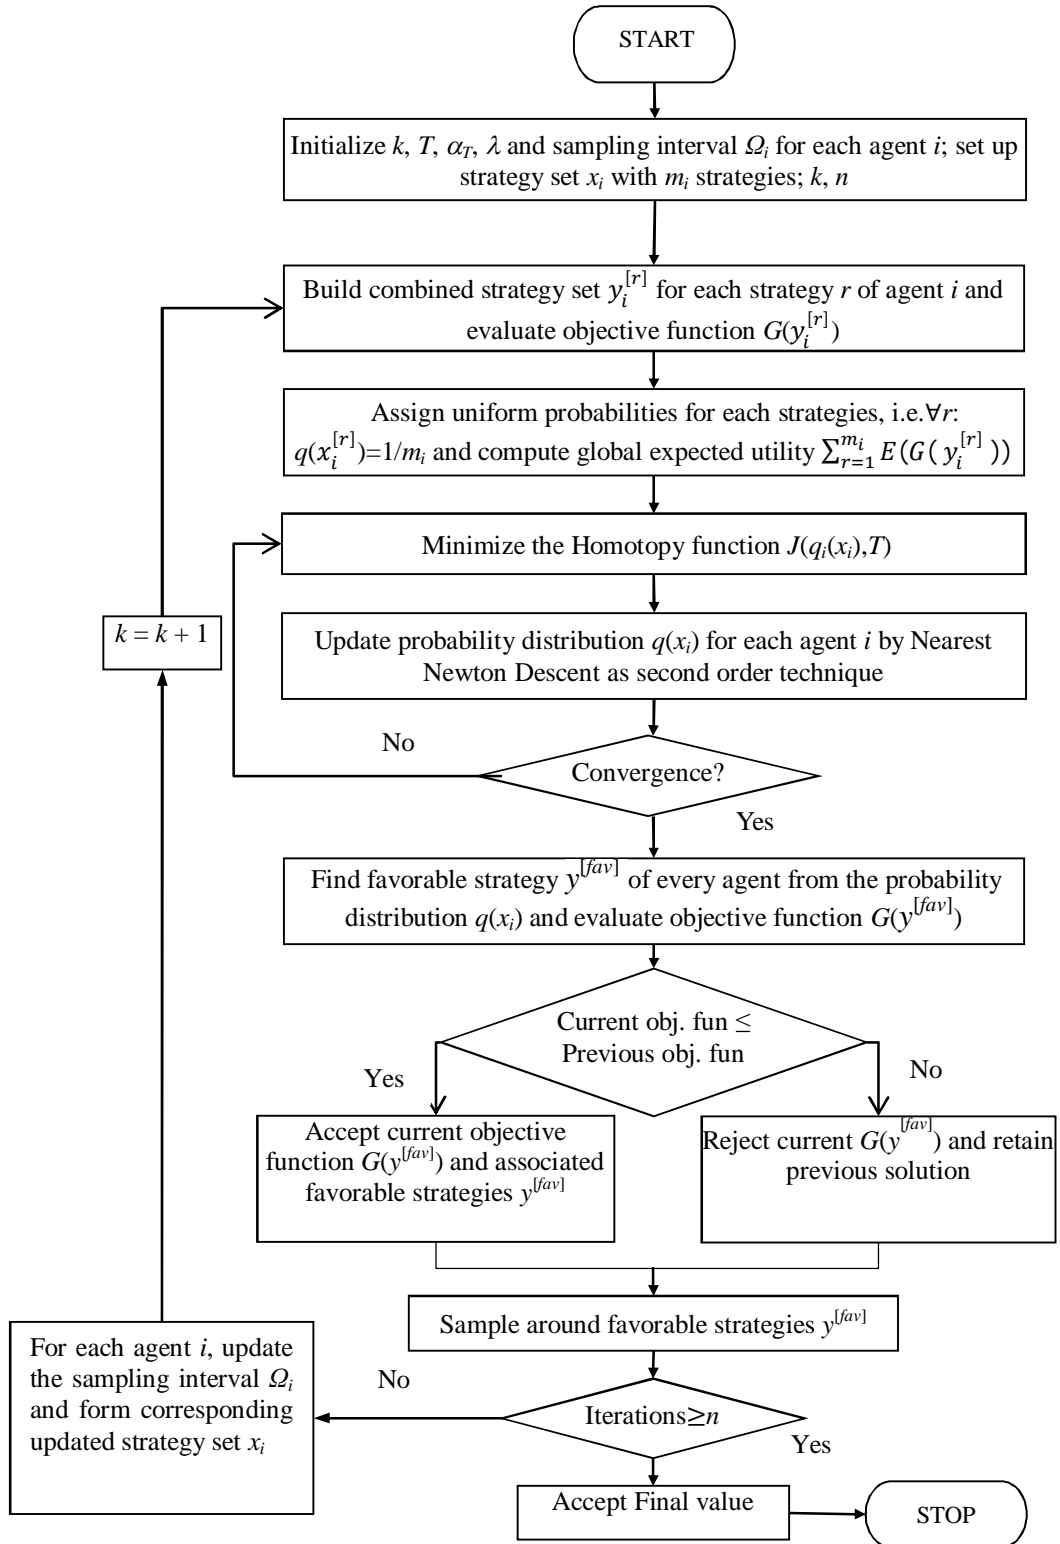 START
Initialize k, T, α_T, λ and sampling interval Ω_i for each agent i; set up
strategy set x_i with m_i strategies; k, n
Build combined strategy set y_i^[r] for each strategy r of agent i and
evaluate objective function G(y_i^[r])
Assign uniform probabilities for each strategies, i.e.∀r:
q(x_i^[r])=1/m_i and compute global expected utility ∑_{r=1}^{m_i} E(G( y_i^[r] ))
Minimize the Homotopy function J(q_i(x_i),T)
k = k + 1
Update probability distribution q(x_i) for each agent i by Nearest
Newton Descent as second order technique
No
Convergence?
Yes
Find favorable strategy y^[fav] of every agent from the probability
distribution q(x_i) and evaluate objective function G(y^[fav])
Current obj. fun ≤
Previous obj. fun
Yes
No
Accept current objective
function G(y^[fav]) and associated
favorable strategies y^[fav]
Reject current G(y^[fav]) and retain
previous solution
Sample around favorable strategies y^[fav]
For each agent i, update
the sampling interval Ω_i
and form corresponding
updated strategy set x_i
No
Iterations≥n
Yes
Accept Final value
STOP